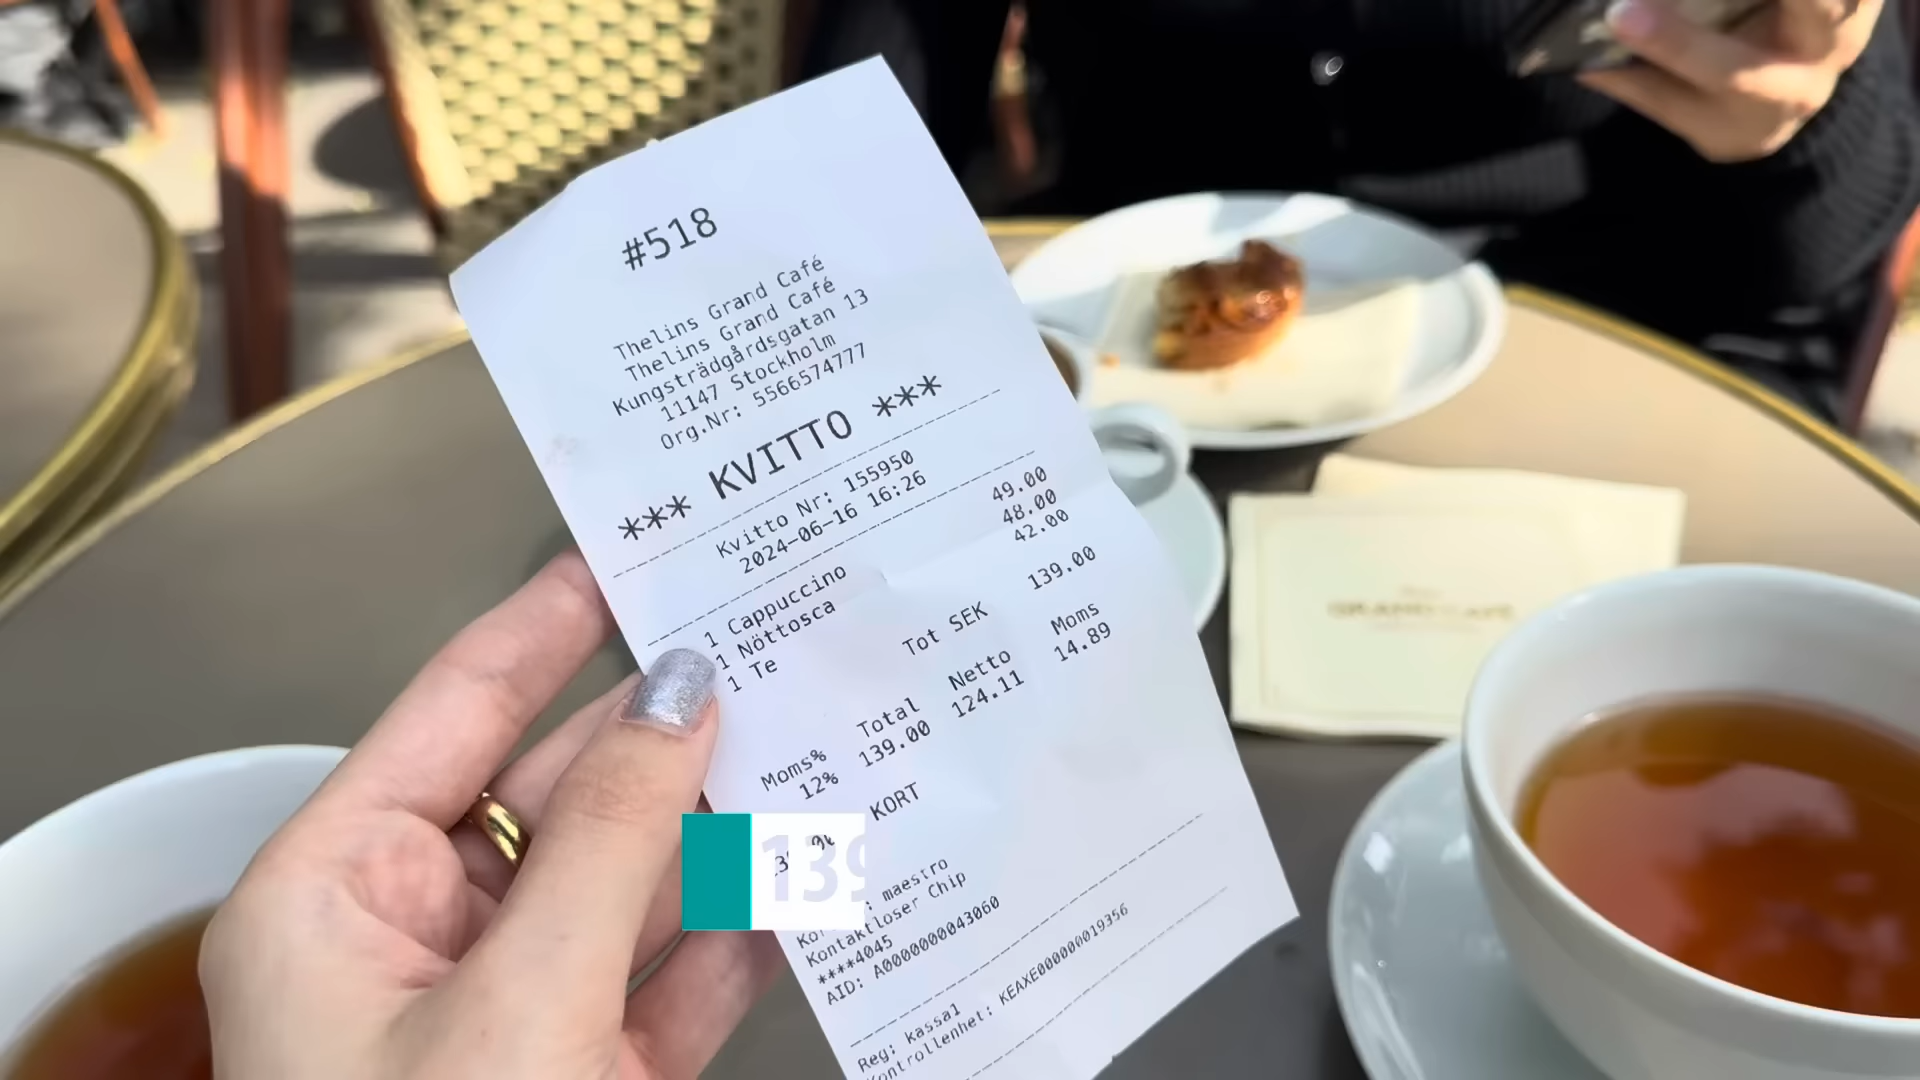 #518
Thelins Grand Café
Thelins Grand Café
Kungsträdgårdsgatan 13
11147 Stockholm
Org.Nr: 5566574777
*** KVITTO ***
Kvitto Nr: 155950
2024-06-16 16:26
1 Cappuccino 49.00
1 Nöttosca 48.00
1 Te 42.00
Tot SEK 139.00
Moms% Total Netto Moms
12% 139.00 124.11 14.89
KORT
139
: maestro
Kontaktloser Chip
****4045
AID: A0000000043060
Reg: kassa1
Kontrollenhet: KEAXE000000019356
GRAND CAFÉ